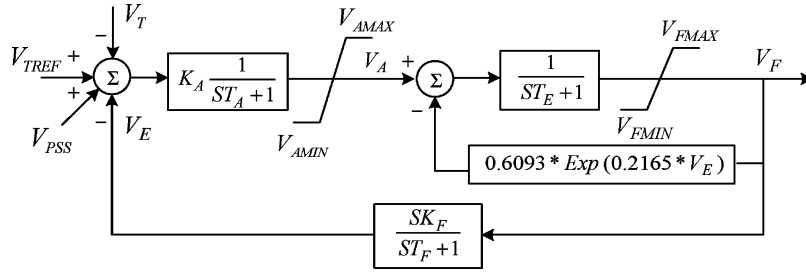 V_T
−
V_TREF
+
+
Σ
−
V_PSS
V_E
K_A 1 / ST_A + 1
V_AMAX
V_AMIN
V_A
+
Σ
−
1 / ST_E + 1
V_FMAX
V_FMIN
V_F
0.6093 * Exp (0.2165 * V_E)
SK_F / ST_F + 1